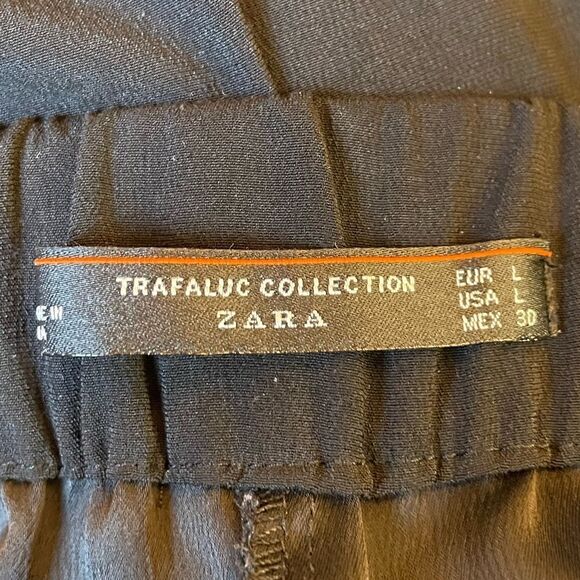 TRAFALUC COLLECTION
ZARA
EUR L
USA L
MEX 30